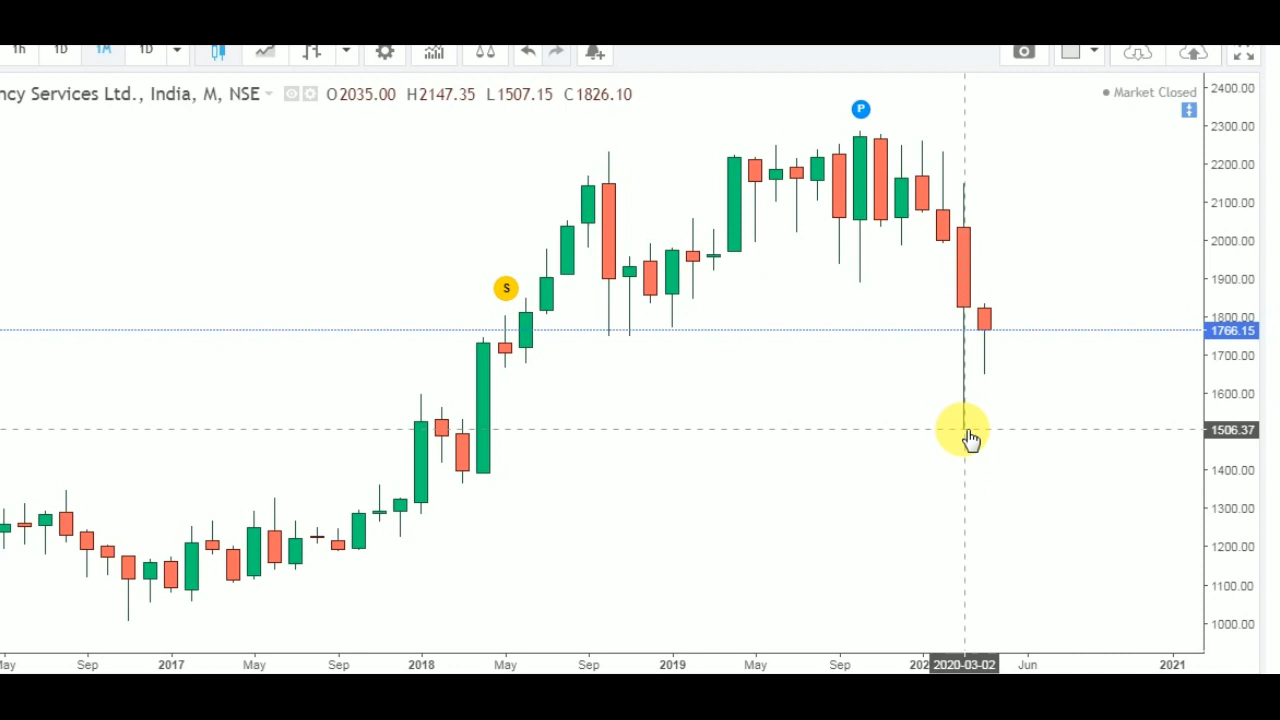 1h 1D 1M 1D
ncy Services Ltd., India, M, NSE O2035.00 H2147.35 L1507.15 C1826.10
Market Closed
P
S
2400.00
2300.00
2200.00
2100.00
2000.00
1900.00
1800.00
1766.15
1700.00
1600.00
1506.37
1400.00
1300.00
1200.00
1100.00
1000.00
May Sep 2017 May Sep 2018 May Sep 2019 May Sep 202 2020-03-02 Jun 2021